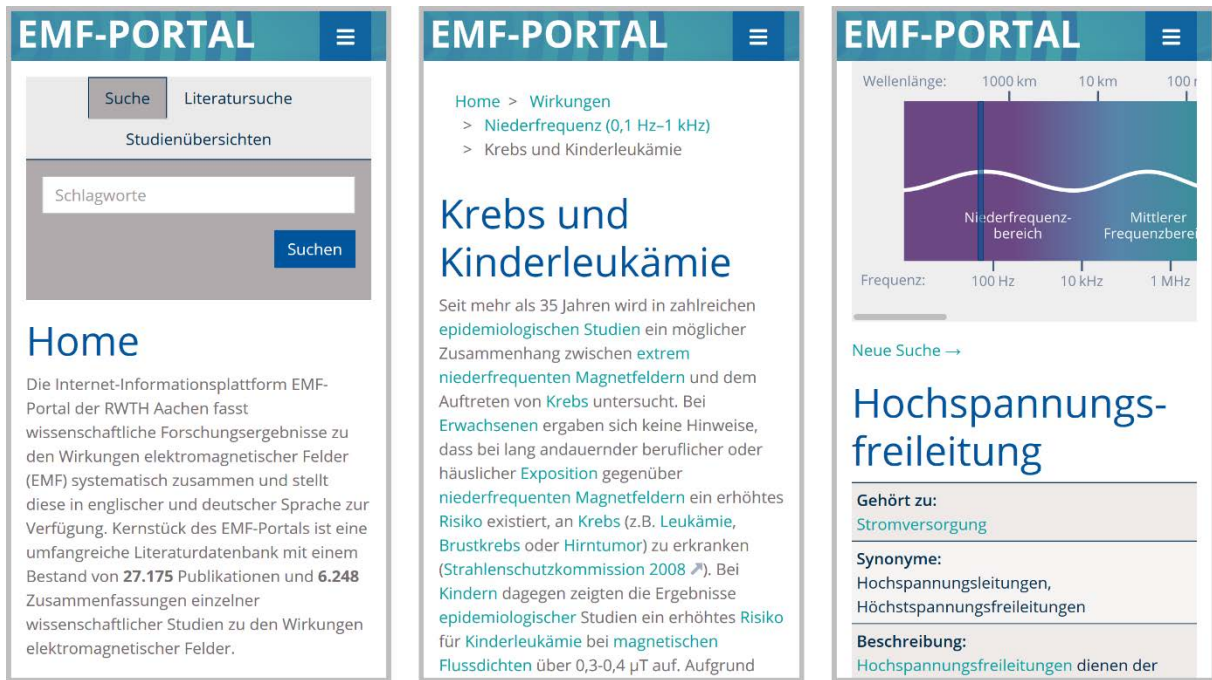 EMF-PORTAL
Suche Literatursuche
Studienübersichten
Schlagworte
Suchen
Home
Die Internet-Informationsplattform EMF-
Portal der RWTH Aachen fasst
wissenschaftliche Forschungsergebnisse zu
den Wirkungen elektromagnetischer Felder
(EMF) systematisch zusammen und stellt
diese in englischer und deutscher Sprache zur
Verfügung. Kernstück des EMF-Portals ist eine
umfangreiche Literaturdatenbank mit einem
Bestand von 27.175 Publikationen und 6.248
Zusammenfassungen einzelner
wissenschaftlicher Studien zu den Wirkungen
elektromagnetischer Felder.
EMF-PORTAL
Home > Wirkungen
> Niederfrequenz (0,1 Hz–1 kHz)
> Krebs und Kinderleukämie
Krebs und
Kinderleukämie
Seit mehr als 35 Jahren wird in zahlreichen
epidemiologischen Studien ein möglicher
Zusammenhang zwischen extrem
niederfrequenten Magnetfeldern und dem
Auftreten von Krebs untersucht. Bei
Erwachsenen ergaben sich keine Hinweise,
dass bei lang andauernder beruflicher oder
häuslicher Exposition gegenüber
niederfrequenten Magnetfeldern ein erhöhtes
Risiko existiert, an Krebs (z.B. Leukämie,
Brustkrebs oder Hirntumor) zu erkranken
(Strahlenschutzkommission 2008). Bei
Kindern dagegen zeigten die Ergebnisse
epidemiologischer Studien ein erhöhtes Risiko
für Kinderleukämie bei magnetischen
Flussdichten über 0,3-0,4 µT auf. Aufgrund
EMF-PORTAL
Wellenlänge: 1000 km 10 km 100
Niederfrequenz-
bereich
Mittlerer
Frequenzberei
Frequenz: 100 Hz 10 kHz 1 MHz
Neue Suche →
Hochspannungs-
freileitung
Gehört zu:
Stromversorgung
Synonyme:
Hochspannungsleitungen,
Höchstspannungsfreileitungen
Beschreibung:
Hochspannungsfreileitungen dienen der